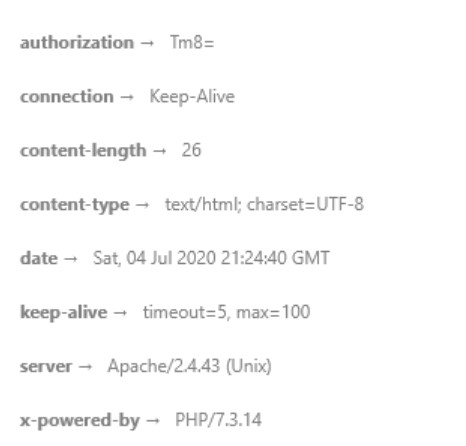 authorization → Tm8=
connection → Keep-Alive
content-length → 26
content-type → text/html; charset=UTF-8
date → Sat, 04 Jul 2020 21:24:40 GMT
keep-alive → timeout=5, max=100
server → Apache/2.4.43 (Unix)
x-powered-by → PHP/7.3.14